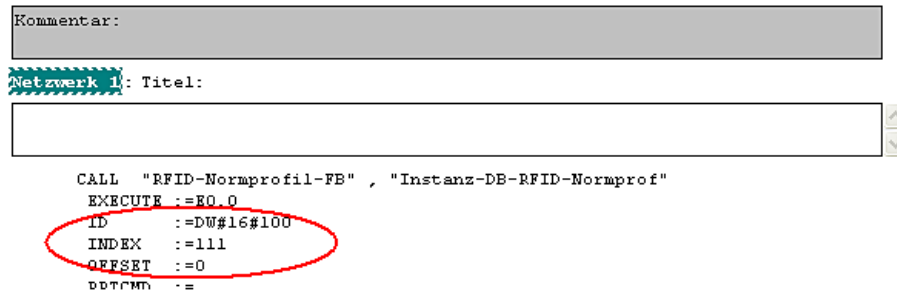 Kommentar:
Netzwerk 1: Titel:
CALL "RFID-Normprofil-FB" , "Instanz-DB-RFID-Normprof"
EXECUTE :=E0.0
ID :=DW#16#100
INDEX :=111
OFFSET :=0
PRTCMD :=